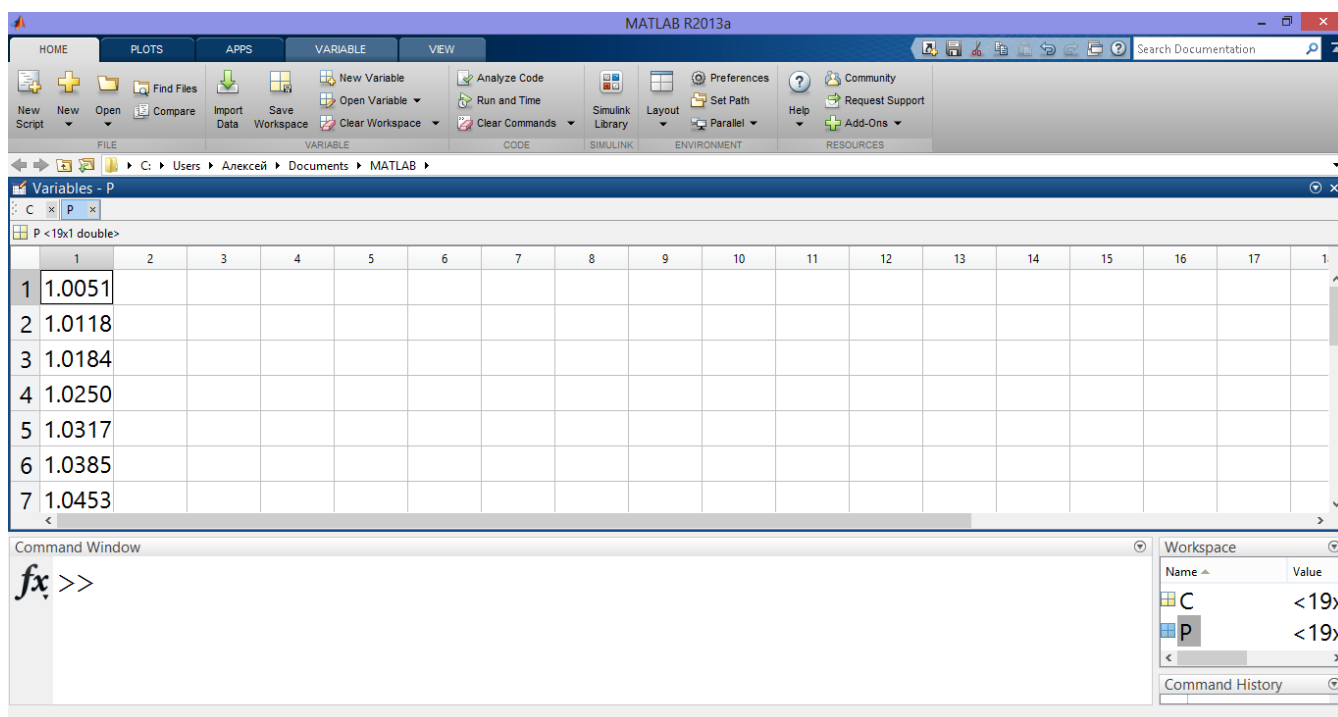 MATLAB R2013a
HOME PLOTS APPS VARIABLE VIEW Search Documentation
New Script New Open Find Files Compare Import Data Save Workspace New Variable Open Variable Clear Workspace Analyze Code Run and Time Clear Commands Simulink Library Layout Preferences Set Path Parallel Help Community Request Support Add-Ons
FILE VARIABLE CODE SIMULINK ENVIRONMENT RESOURCES
C: Users Алексей Documents MATLAB
Variables - P
C P
P <19x1 double>
1 2 3 4 5 6 7 8 9 10 11 12 13 14 15 16 17
1 1.0051
2 1.0118
3 1.0184
4 1.0250
5 1.0317
6 1.0385
7 1.0453
Command Window
fx >>
Workspace
Name Value
C <19x
P <19x
Command History